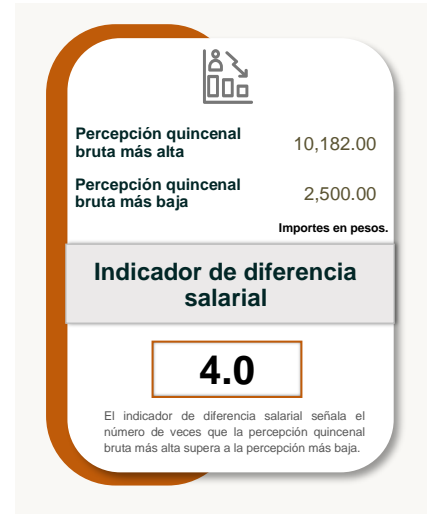 Percepción quincenal
bruta más alta
10,182.00
Percepción quincenal
bruta más baja
2,500.00
Importes en pesos.
Indicador de diferencia
salarial
4.0
El indicador de diferencia salarial señala el
número de veces que la percepción quincenal
bruta más alta supera a la percepción más baja.